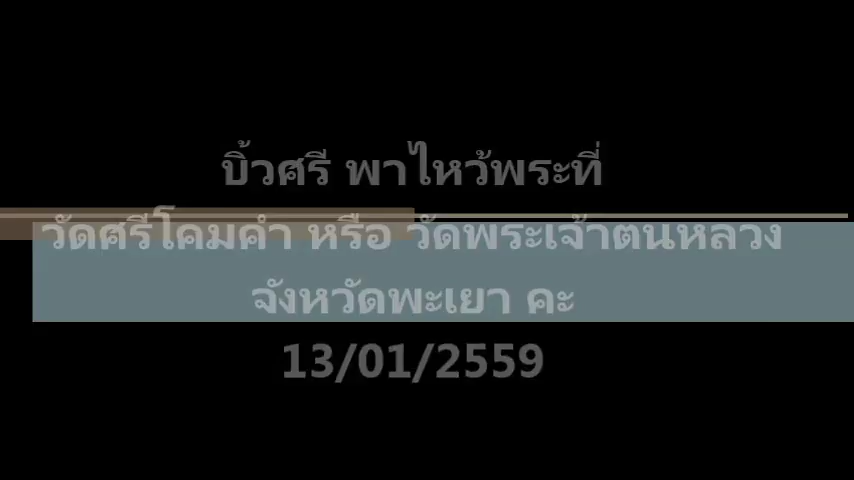 บิ้วศรี พาไหว้พระที่
วัดศรีโคมคำ หรือ วัดพระเจ้าตนหลวง
จังหวัดพะเยา คะ
13/01/2559